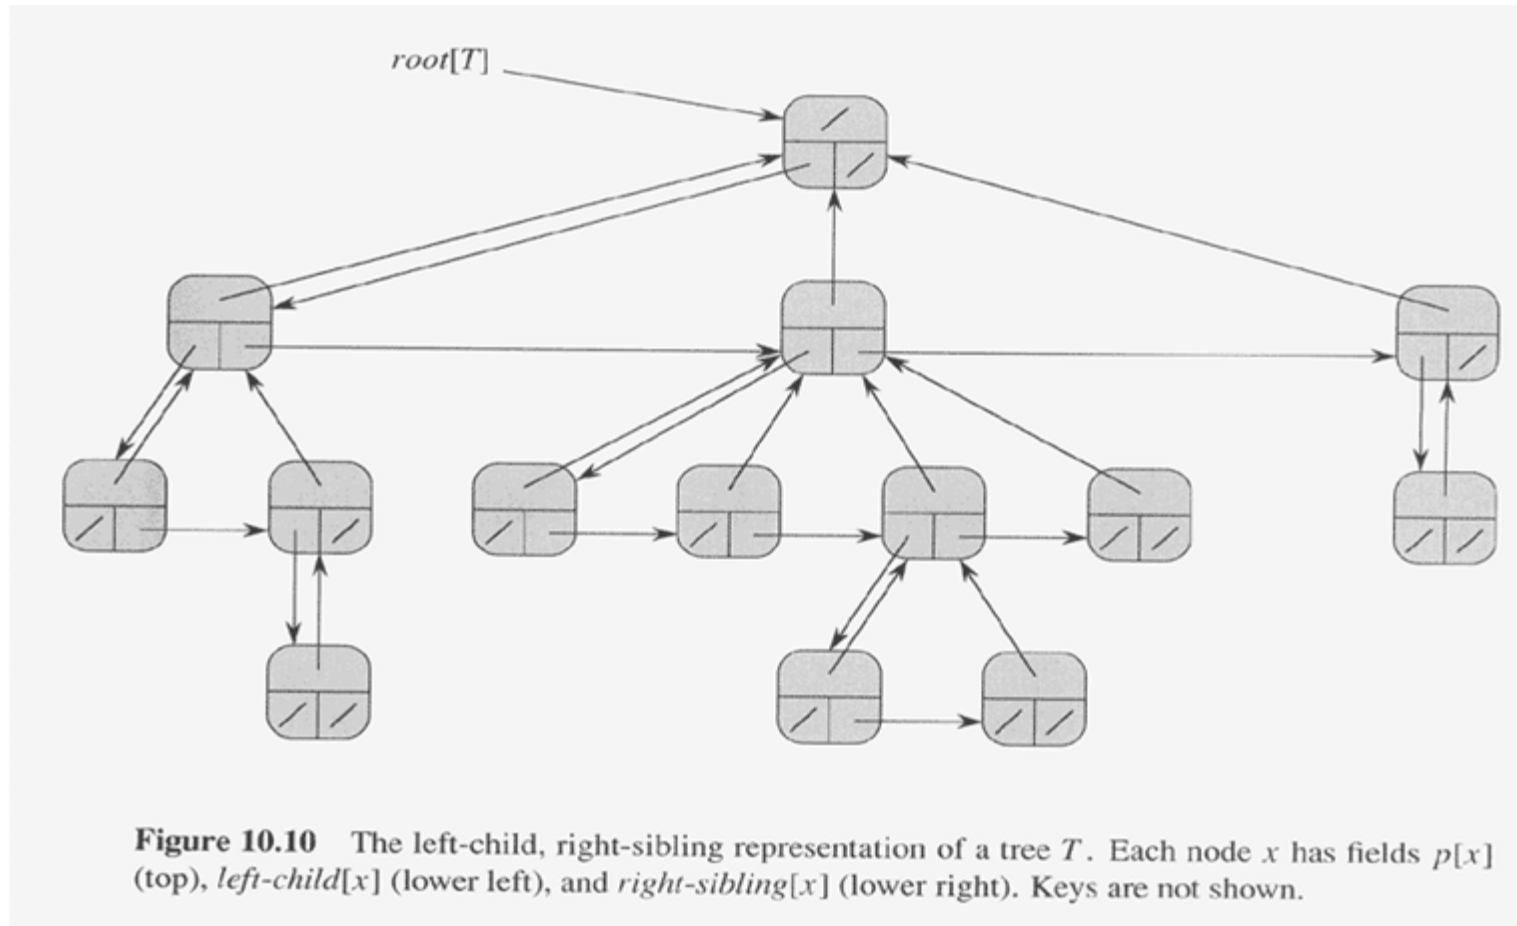 root[T]
Figure 10.10 The left-child, right-sibling representation of a tree T. Each node x has fields p[x]
(top), left-child[x] (lower left), and right-sibling[x] (lower right). Keys are not shown.